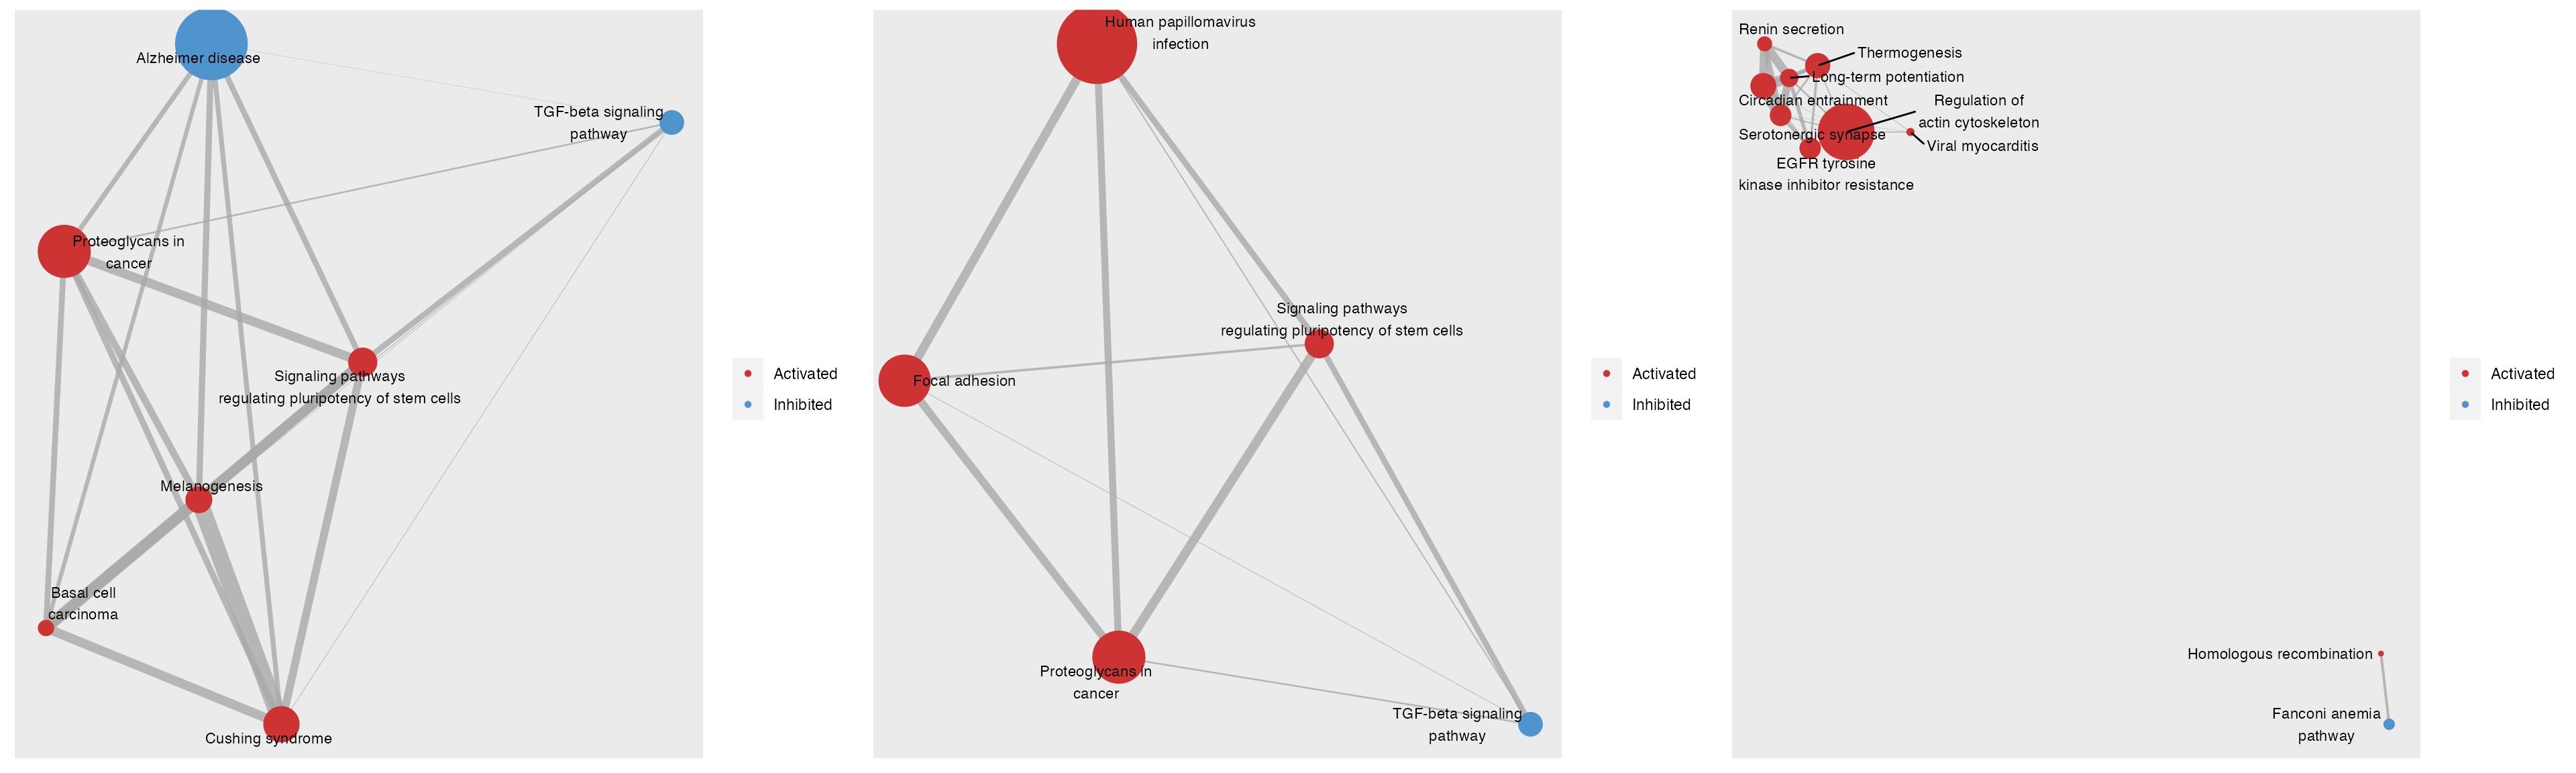 Alzheimer disease
TGF-beta signaling
pathway
Proteoglycans in
cancer
Signaling pathways
regulating pluripotency of stem cells
Melanogenesis
Basal cell
carcinoma
Cushing syndrome
Activated
Inhibited
Human papillomavirus
infection
Signaling pathways
regulating pluripotency of stem cells
Focal adhesion
Proteoglycans in
cancer
TGF-beta signaling
pathway
Activated
Inhibited
Renin secretion
Thermogenesis
Long-term potentiation
Circadian entrainment
Regulation of
actin cytoskeleton
Serotonergic synapse
Viral myocarditis
EGFR tyrosine
kinase inhibitor resistance
Homologous recombination
Fanconi anemia
pathway
Activated
Inhibited